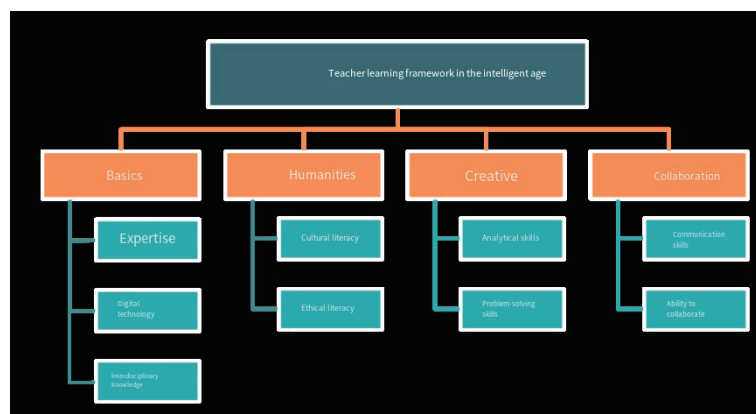 Teacher learning framework in the intelligent age
Basics
Humanities
Creative
Collaboration
Expertise
Cultural literacy
Analytical skills
Communication
skills
Digital
technology
Ethical literacy
Problem-solving
skills
Ability to
collaborate
Interdisciplinary
knowledge